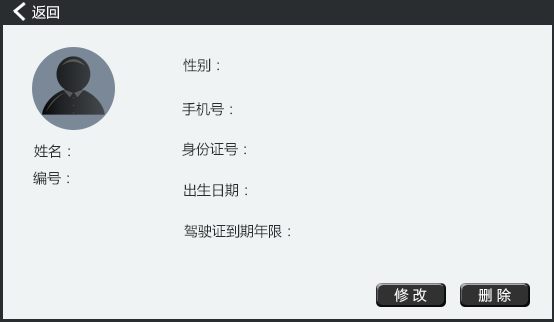 返回
姓名：
编号：
性别：
手机号：
身份证号：
出生日期：
驾驶证到期年限：
修改
删除